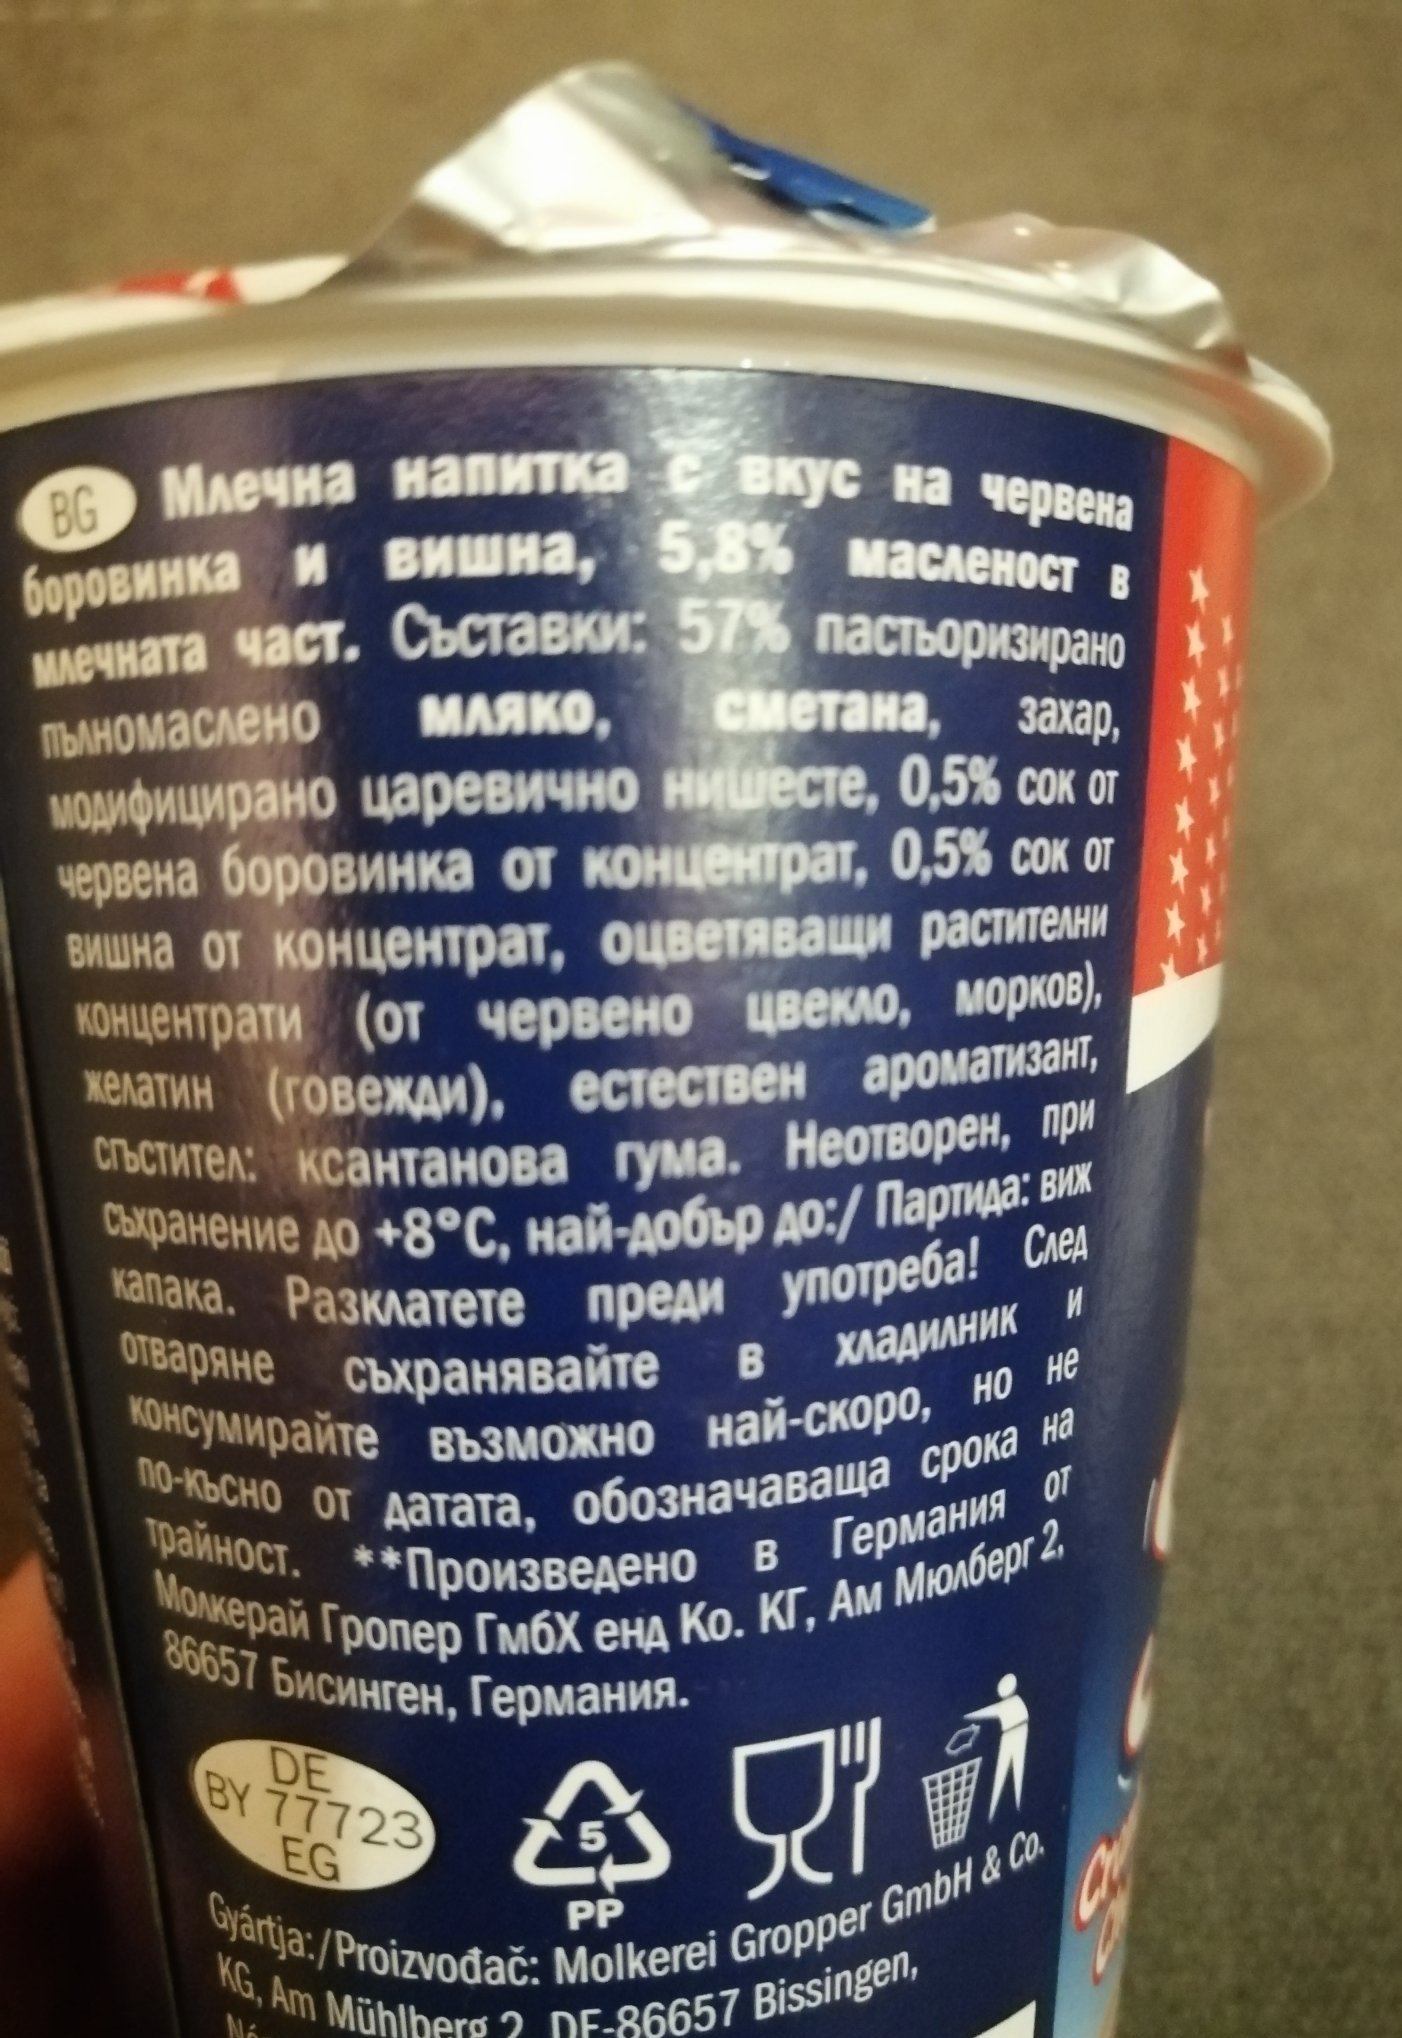 BG Млечна напитка с вкус на червена
боровинка и вишна, 5,8% масленост в
млечната част. Съставки: 57% пастьоризирано
пълномаслено мляко, сметана, захар,
модифицирано царевично нишесте, 0,5% сок от
червена боровинка от концентрат, 0,5% сок от
вишна от концентрат, оцветяващи растителни
концентрати (от червено цвекло, морков),
желатин (говежди), естествен ароматизант,
сгъстител: ксантанова гума. Неотворен, при
съхранение до +8°C, най-добър до:/ Партида: виж
капака. Разклатете преди употреба! След
отваряне съхранявайте в хладилник и
консумирайте възможно най-скоро, но не
по-късно от датата, обозначаваща срока на
трайност. **Произведено в Германия от
Молкерай Гропер ГмбХ енд Ко. КГ, Ам Мюлберг 2,
86657 Бисинген, Германия.
DE
BY 77723
EG
5
PP
Gyártja:/Proizvođač: Molkerei Gropper GmbH & Co.
KG, Am Mühlberg 2, DE-86657 Bissingen,